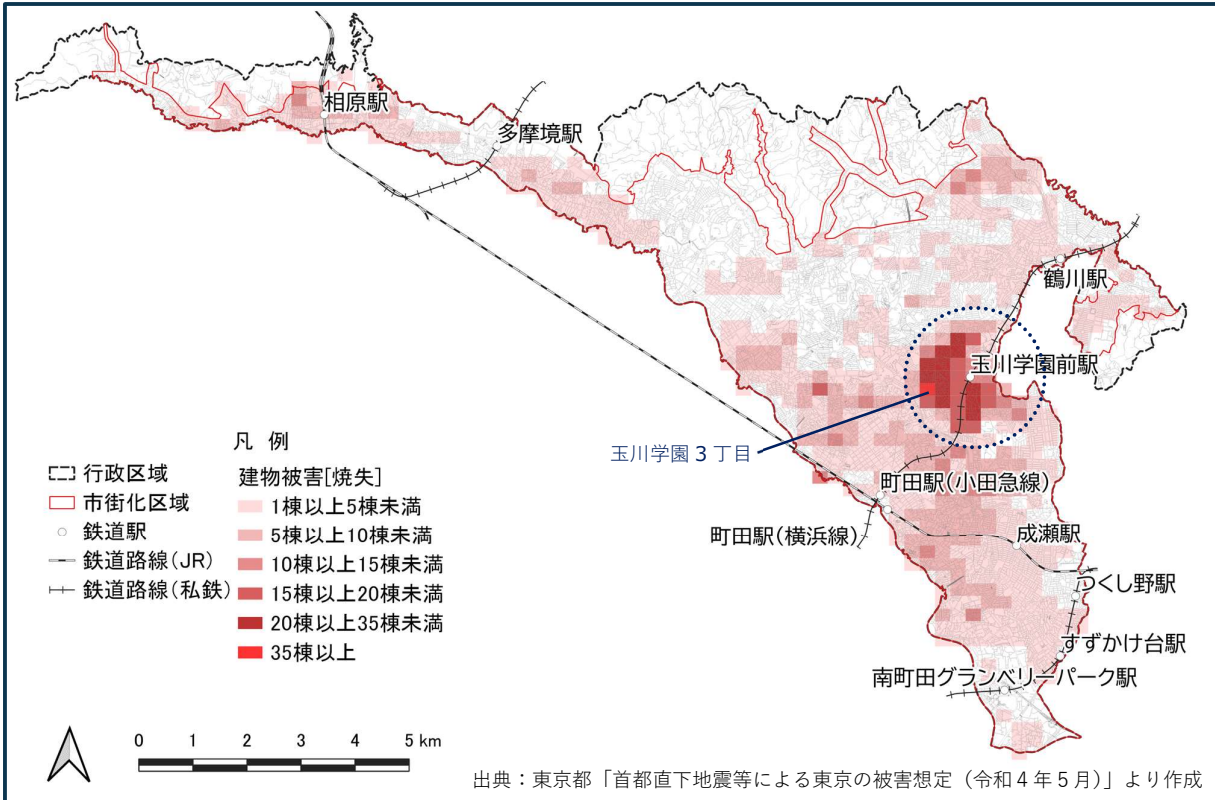 相原駅
多摩境駅
鶴川駅
玉川学園前駅
玉川学園3丁目
町田駅(小田急線)
町田駅(横浜線)
成瀬駅
つくし野駅
すずかけ台駅
南町田グランベリーパーク駅
凡 例
行政区域
市街化区域
鉄道駅
鉄道路線(JR)
鉄道路線(私鉄)
建物被害[焼失]
1棟以上5棟未満
5棟以上10棟未満
10棟以上15棟未満
15棟以上20棟未満
20棟以上35棟未満
35棟以上
0 1 2 3 4 5 km
出典:東京都「首都直下地震等による東京の被害想定(令和4年5月)」より作成